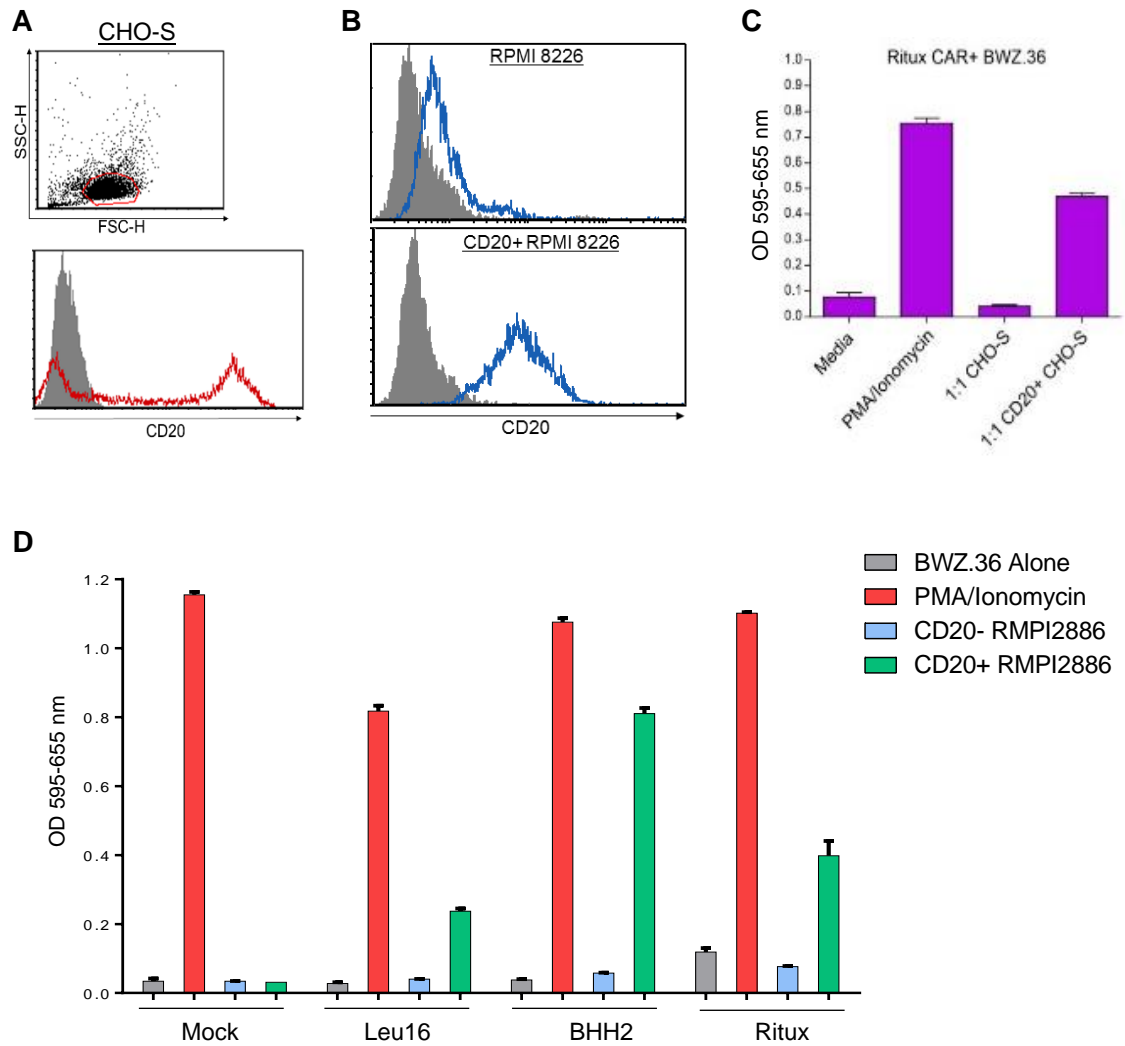 A
CHO-S
SSC-H
FSC-H
CD20
B
RPMI 8226
CD20+ RPMI 8226
CD20
C
Ritux CAR+ BWZ.36
OD 595-655 nm
1.0
0.9
0.8
0.7
0.6
0.5
0.4
0.3
0.2
0.1
0.0
Media
PMA/Ionomycin
1:1 CHO-S
1:1 CD20+ CHO-S
D
OD 595-655 nm
1.2
1.0
0.8
0.6
0.4
0.2
0.0
Mock
Leu16
BHH2
Ritux
BWZ.36 Alone
PMA/Ionomycin
CD20- RMPI2886
CD20+ RMPI2886